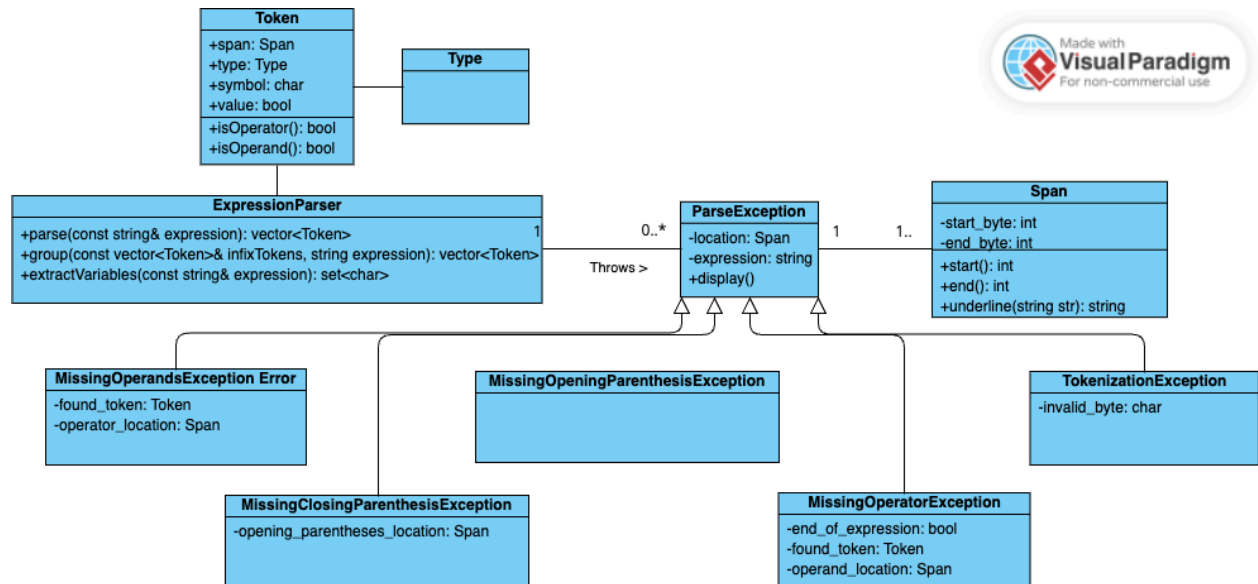 Token
+span: Span
+type: Type
+symbol: char
+value: bool
+isOperator(): bool
+isOperand(): bool
Type
Made with
Visual Paradigm
For non-commercial use
ExpressionParser
+parse(const string& expression): vector<Token>
+group(const vector<Token>& infixTokens, string expression): vector<Token>
+extractVariables(const string& expression): set<char>
1
0..*
Throws >
ParseException
-location: Span
-expression: string
+display()
1
1..
Span
-start_byte: int
-end_byte: int
+start(): int
+end(): int
+underline(string str): string
MissingOperandsException Error
-found_token: Token
-operator_location: Span
MissingOpeningParenthesisException
TokenizationException
-invalid_byte: char
MissingClosingParenthesisException
-opening_parentheses_location: Span
MissingOperatorException
-end_of_expression: bool
-found_token: Token
-operand_location: Span